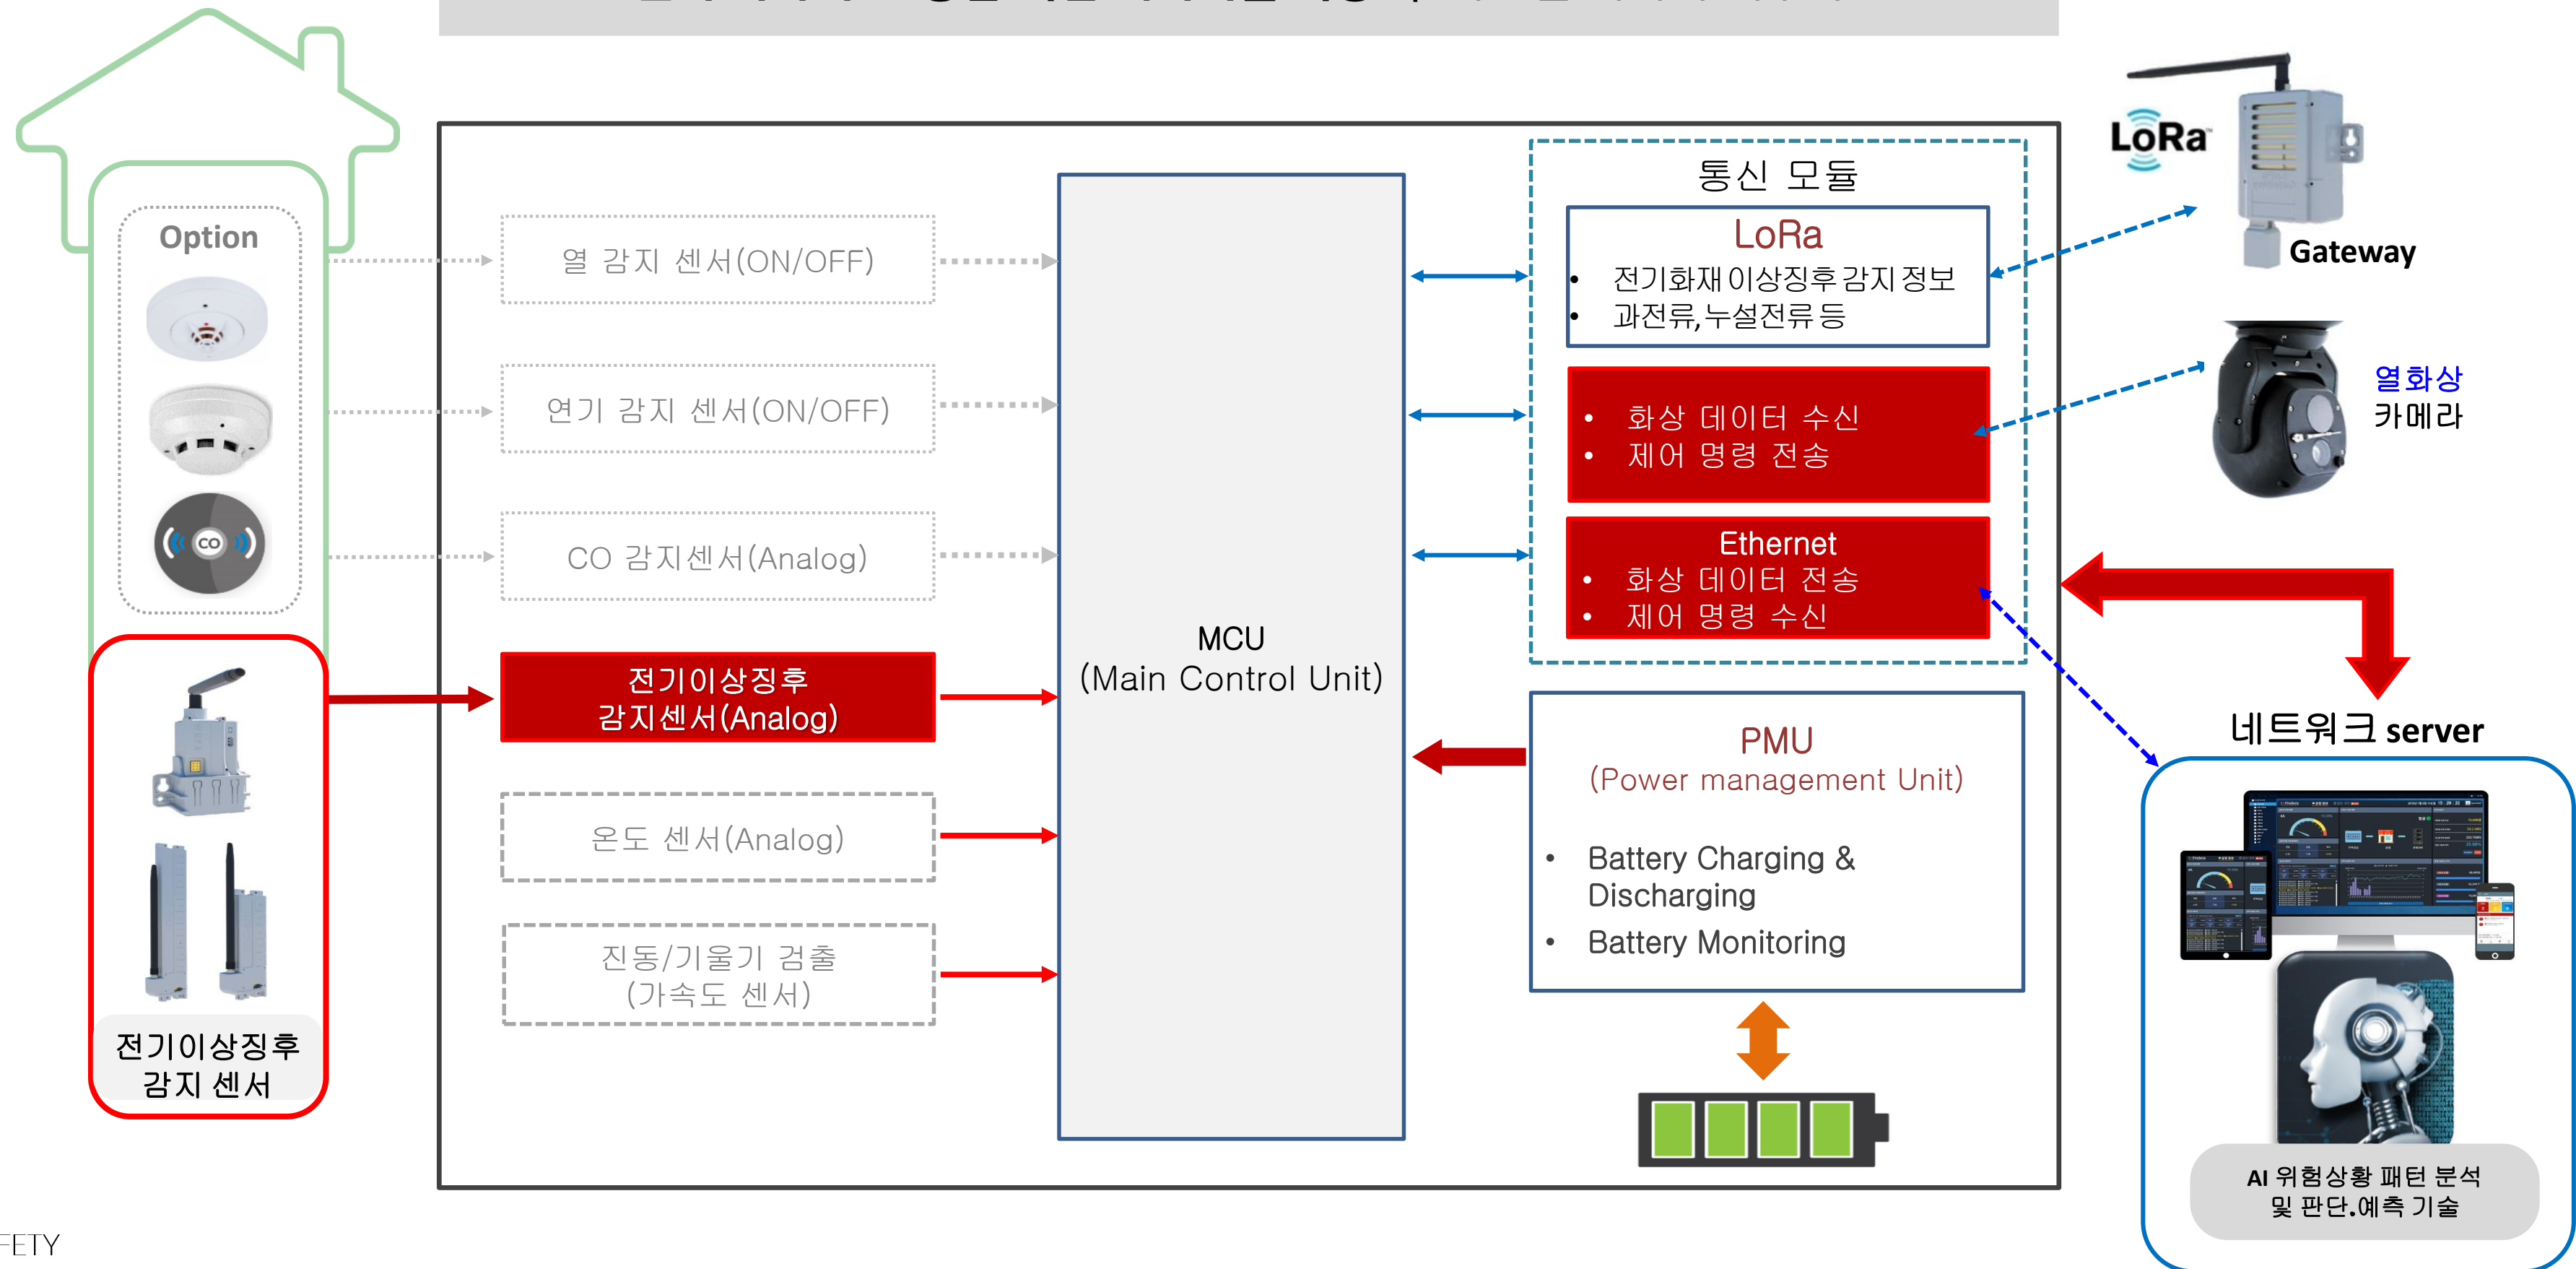 Option
CO
전기이상징후
감지 센서
열 감지 센서(ON/OFF)
연기 감지 센서(ON/OFF)
CO 감지센서(Analog)
전기이상징후
감지센서(Analog)
온도 센서(Analog)
진동/기울기 검출
(가속도 센서)
MCU
(Main Control Unit)
통신 모듈
LoRa
• 전기화재 이상징후 감지 정보
• 과전류, 누설전류 등
• 화상 데이터 수신
• 제어 명령 전송
Ethernet
• 화상 데이터 전송
• 제어 명령 수신
PMU
(Power management Unit)
• Battery Charging &
Discharging
• Battery Monitoring
LoRa™
Gateway
열화상
카메라
네트워크 server
AI 위험상황 패턴 분석
및 판단.예측 기술
FETY